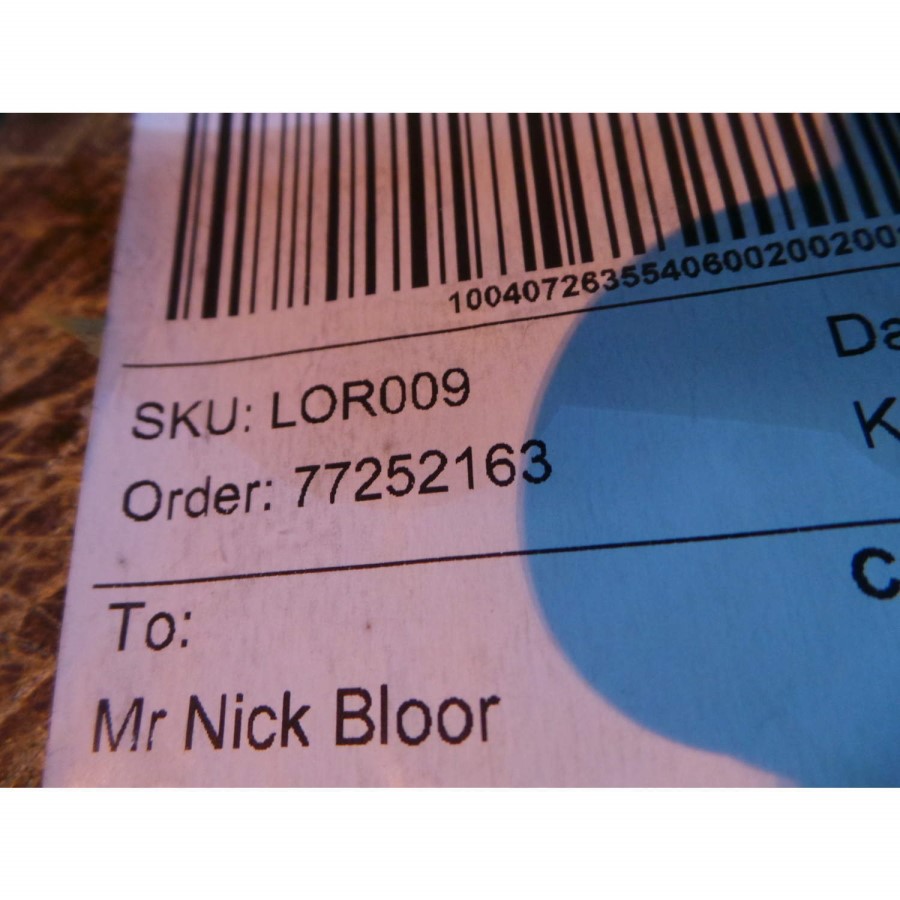 100407263554060020020
SKU: LOR009
Order: 77252163
To:
Mr Nick Bloor